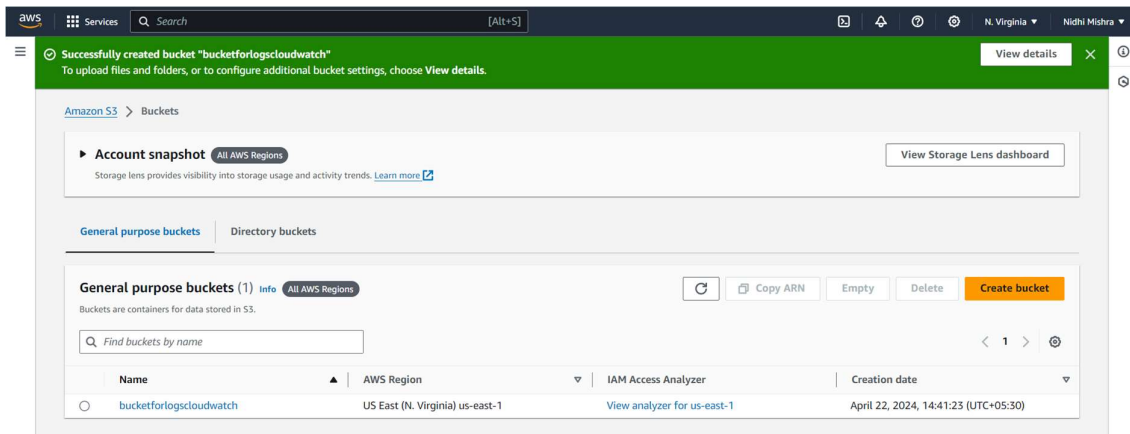 aws Services Search [Alt+S] N. Virginia Nidhi Mishra
Successfully created bucket "bucketforlogscloudwatch" View details
To upload files and folders, or to configure additional bucket settings, choose View details.
Amazon S3 > Buckets
Account snapshot All AWS Regions View Storage Lens dashboard
Storage lens provides visibility into storage usage and activity trends. Learn more
General purpose buckets Directory buckets
General purpose buckets (1) Info All AWS Regions Copy ARN Empty Delete Create bucket
Buckets are containers for data stored in S3.
Find buckets by name < 1 >
Name AWS Region IAM Access Analyzer Creation date
bucketforlogscloudwatch US East (N. Virginia) us-east-1 View analyzer for us-east-1 April 22, 2024, 14:41:23 (UTC+05:30)